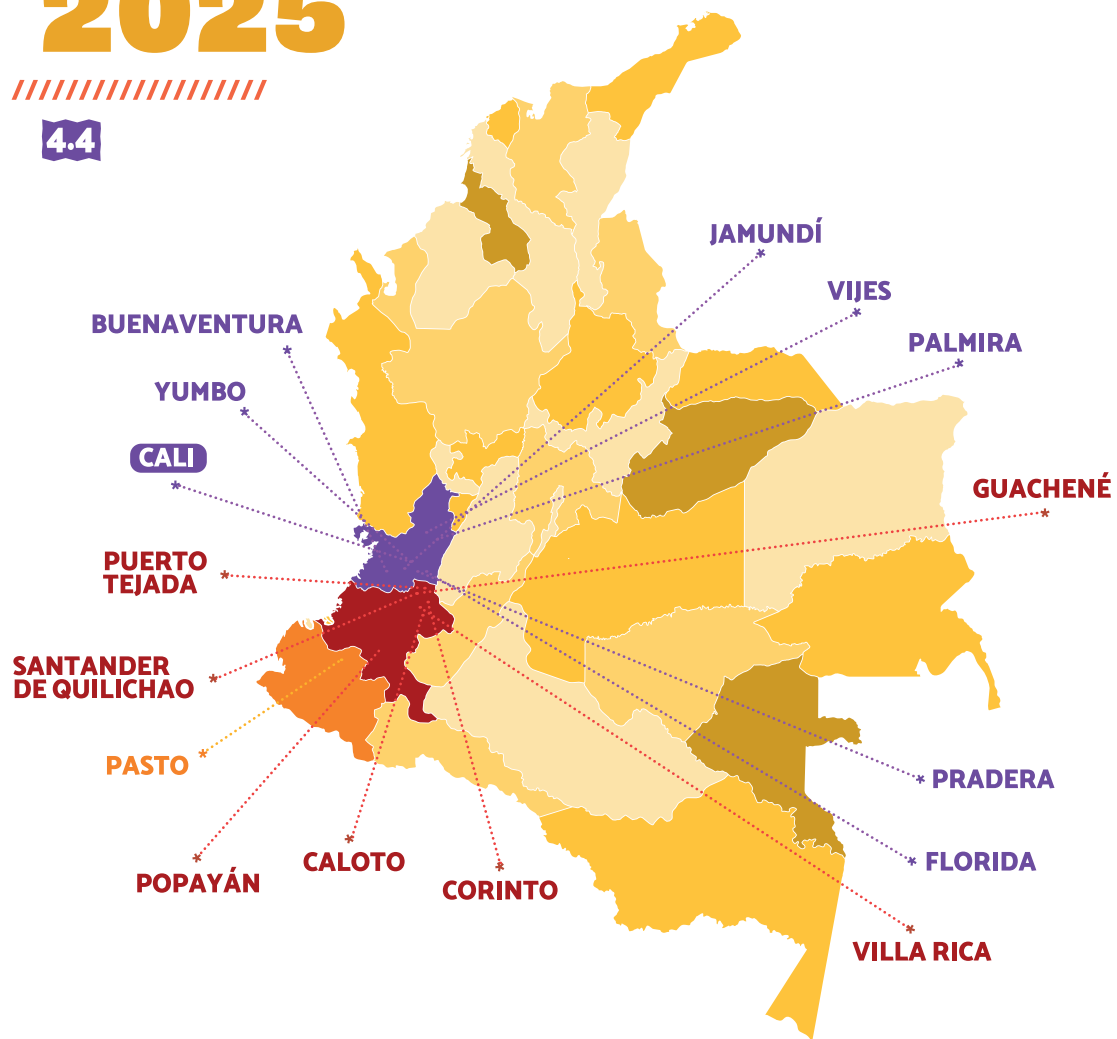 2025
4.4
JAMUNDÍ
VIJES
BUENAVENTURA
PALMIRA
YUMBO
CALI
GUACHENÉ
PUERTO
TEJADA
SANTANDER
DE QUILICHAO
PASTO
PRADERA
CALOTO
FLORIDA
POPAYÁN
CORINTO
VILLA RICA